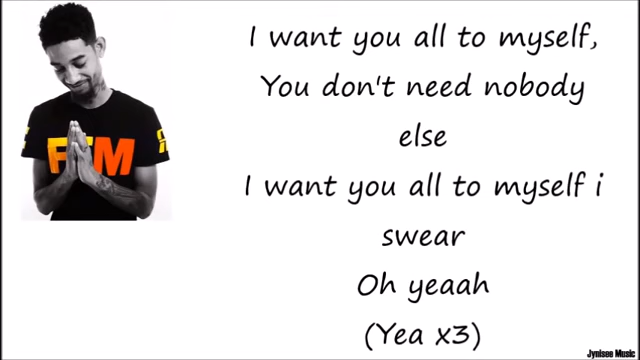 I want you all to myself,
You don't need nobody
else
I want you all to myself i
swear
Oh yeaah
(Yea x3)
FTM
Jynisee Music